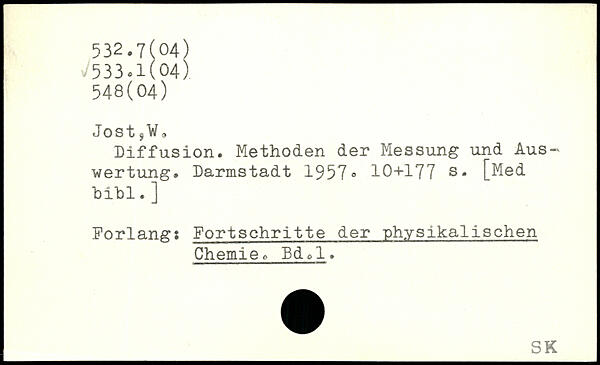 532.7(04)
533.1(04)
548(04)
Jost,W.
Diffusion. Methoden der Messung und Aus-
wertung. Darmstadt 1957. 10+177 s. [Med
bibl.]
Forlang: Fortschritte der physikalischen
Chemie. Bd.1.
SK